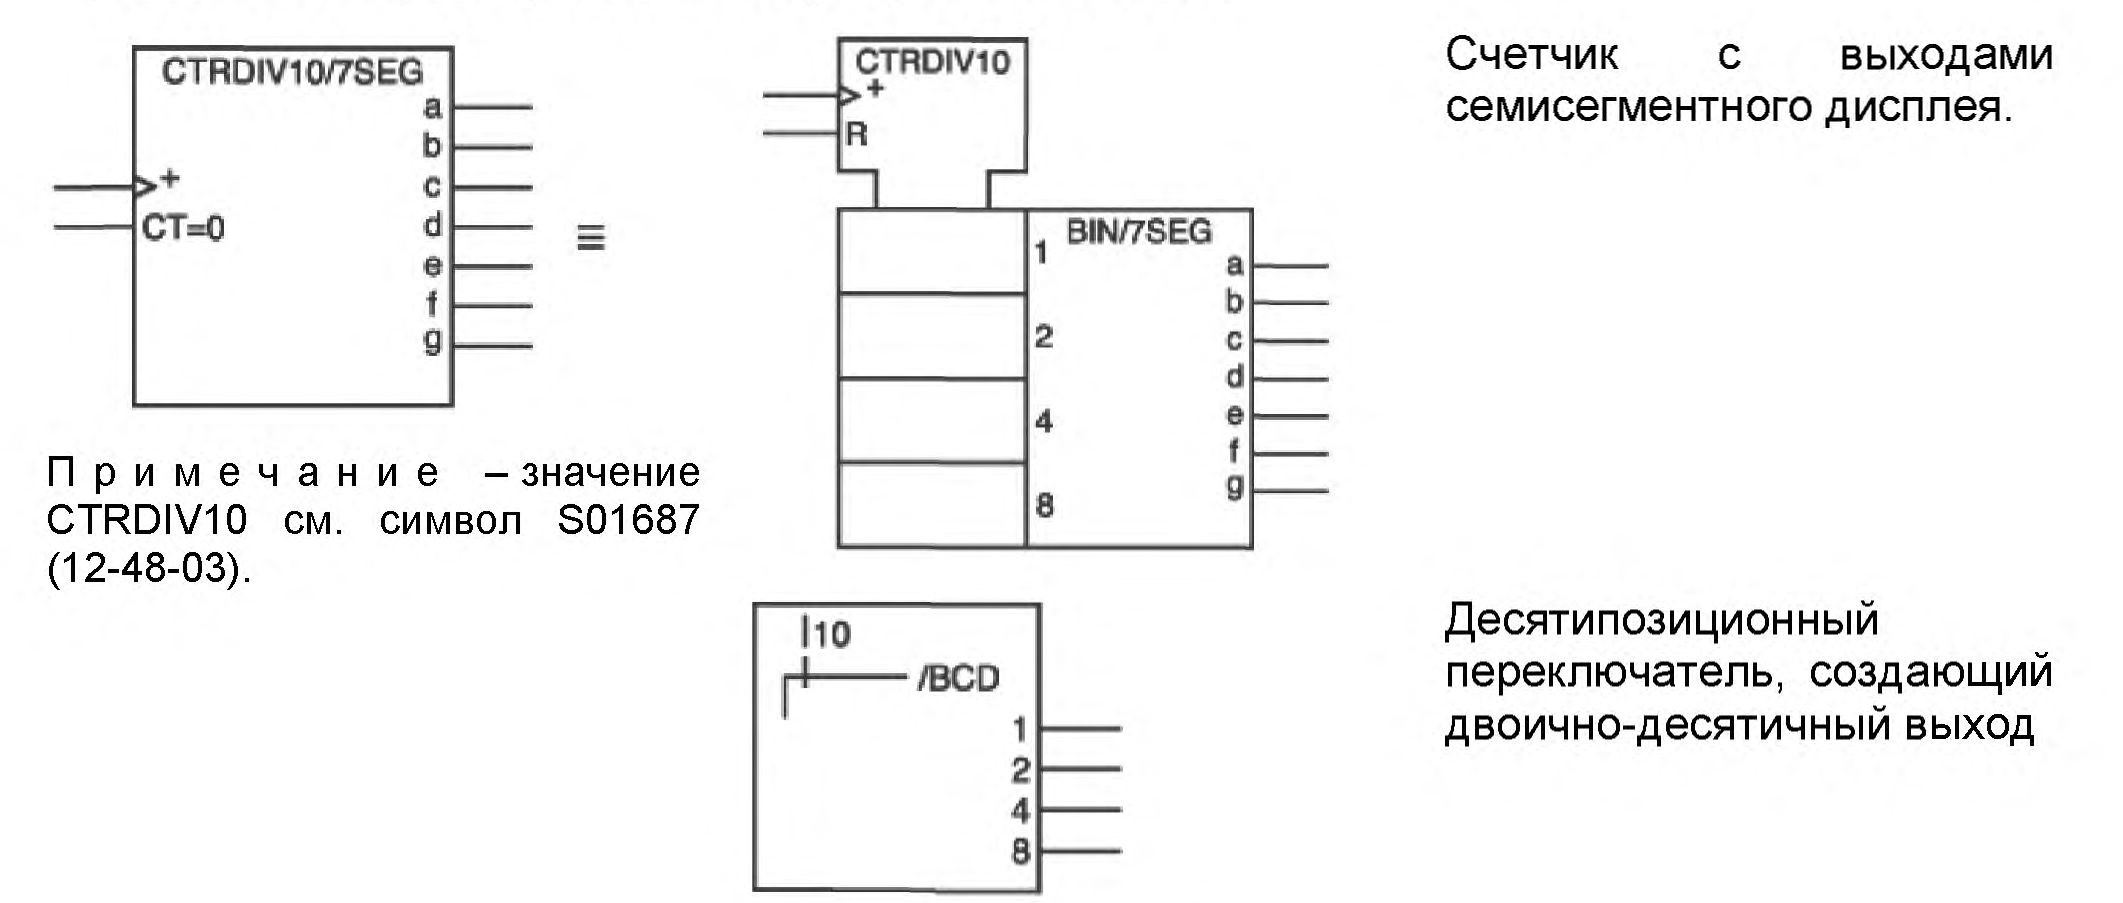 CTRDIV10/7SEG
a
b
+
c
CT=0
d
e
f
g
≡
CTRDIV10
+
R
BIN/7SEG
1
2
4
8
a
b
c
d
e
f
g
Счетчик с выходами
семисегментного дисплея.
Примечание – значение
CTRDIV10 см. символ S01687
(12-48-03).
10
/BCD
1
2
4
8
Десятипозиционный
переключатель, создающий
двоично-десятичный выход